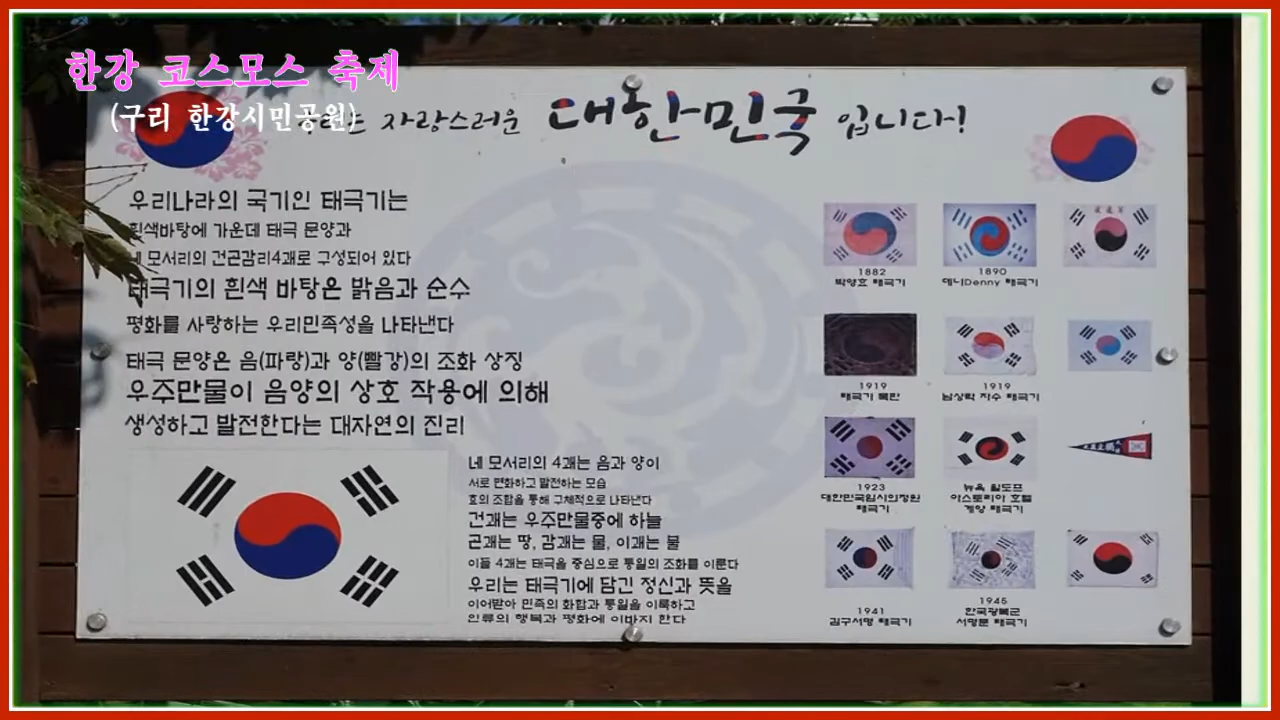 한강 코스모스 축제
(구리 한강시민공원)
자랑스러운 대한민국 입니다!
우리나라의 국기인 태극기는
흰색바탕에 가운데 태극 문양과
네 모서리의 건곤감리4괘로 구성되어 있다
태극기의 흰색 바탕은 밝음과 순수
평화를 사랑하는 우리민족성을 나타낸다
태극 문양은 음(파랑)과 양(빨강)의 조화 상징
우주만물이 음양의 상호 작용에 의해
생성하고 발전한다는 대자연의 진리
네 모서리의 4괘는 음과 양이
서로 변화하고 발전하는 모습
효의 조합을 통해 구체적으로 나타낸다
건괘는 우주만물중에 하늘
곤괘는 땅, 감괘는 물, 이괘는 불
이들 4괘는 태극을 중심으로 통일의 조화를 이룬다
우리는 태극기에 담긴 정신과 뜻을
이어받아 민족의 화합과 통일을 이룩하고
인류의 행복과 평화에 이바지 한다
1882
박영효 태극기
1890
데니Denny 태극기
1919
태극기 목판
1919
남상락 자수 태극기
1923
대한민국임시의정원
태극기
뉴욕 월도프
아스토리아 호텔
게양 태극기
1941
김구서명 태극기
1945
한국광복군
서명문 태극기